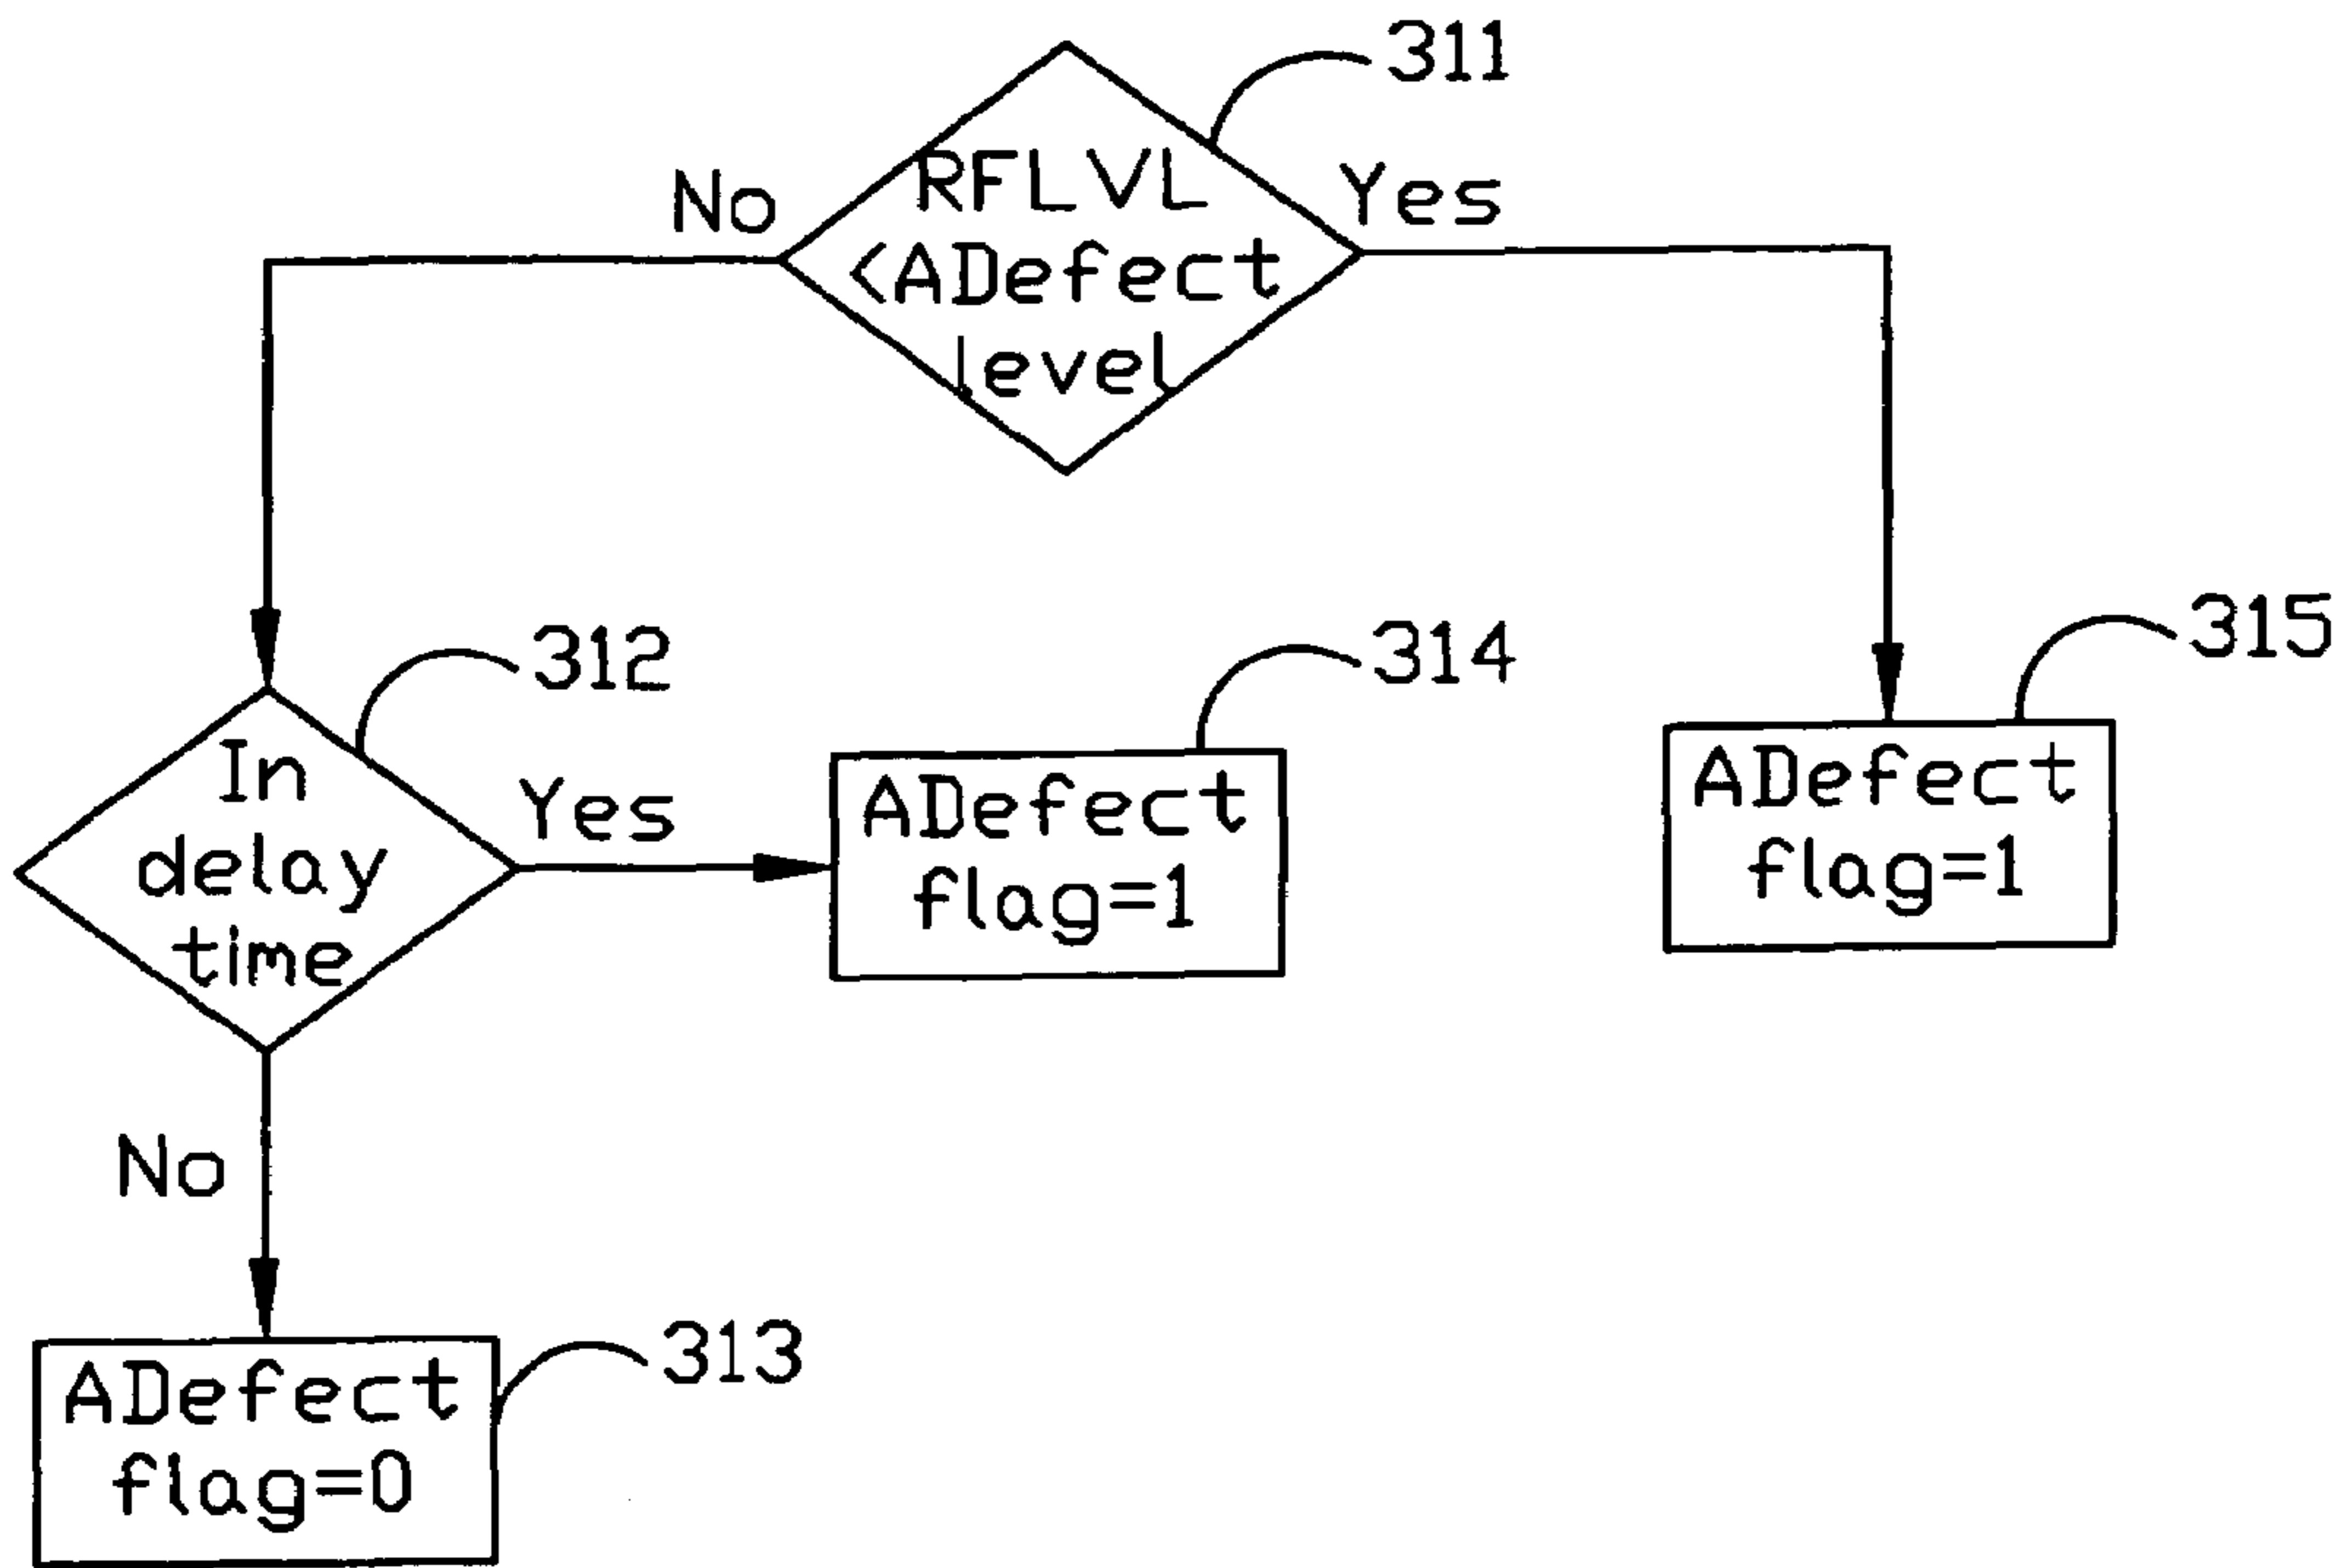 311
No
RFLVL
<ADefect
level
Yes
312
In
delay
time
Yes
314
ADefect
flag=1
315
ADefect
flag=1
No
313
ADefect
flag=0